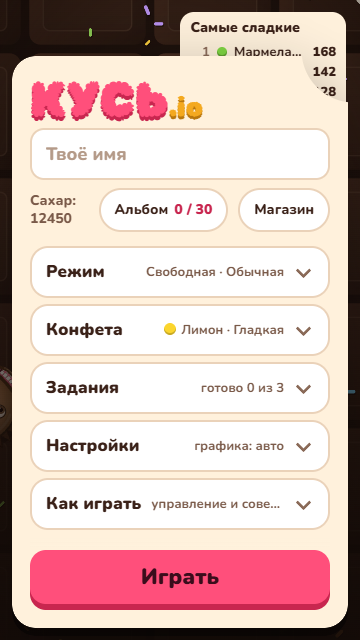 Самые сладкие
1 Мармела... 168
142
28
КУСЬ.io
Твоё имя
Сахар: 12450
Альбом 0 / 30
Магазин
Режим Свободная · Обычная
Конфета Лимон · Гладкая
Задания готово 0 из 3
Настройки графика: авто
Как играть управление и сове...
Играть